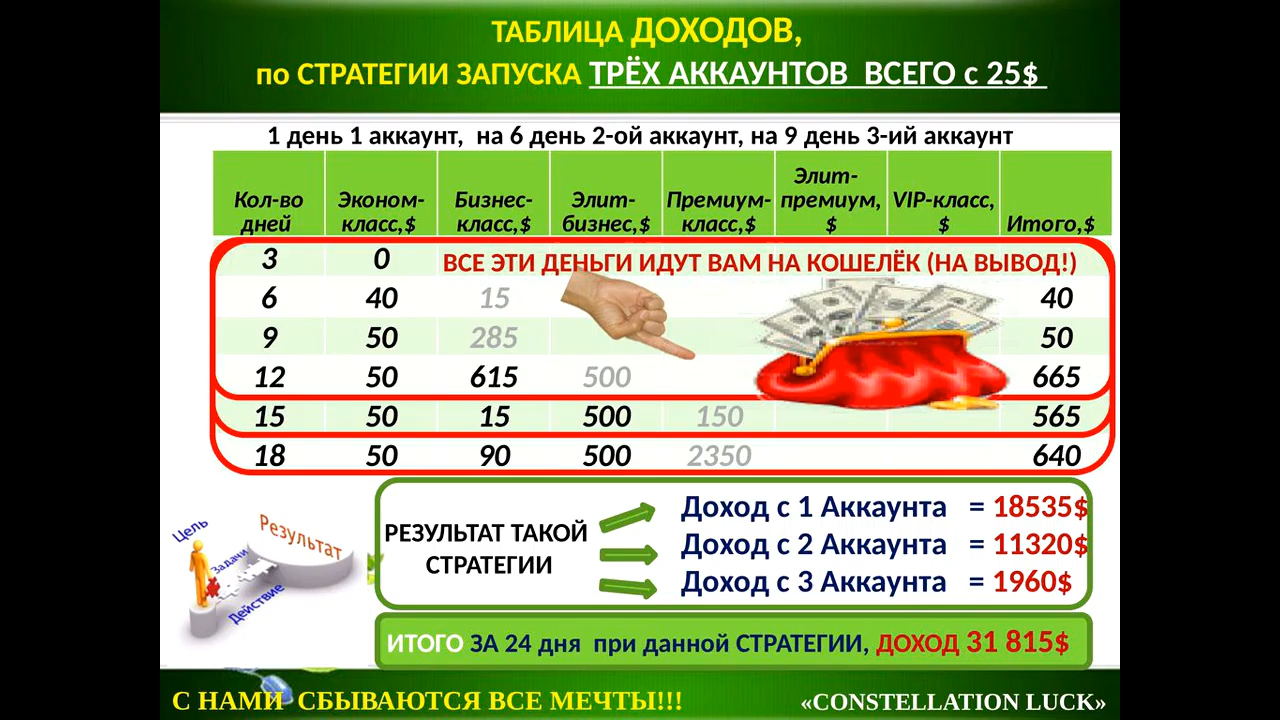 ТАБЛИЦА ДОХОДОВ,
по СТРАТЕГИИ ЗАПУСКА ТРЁХ АККАУНТОВ ВСЕГО с 25$
1 день 1 аккаунт, на 6 день 2-ой аккаунт, на 9 день 3-ий аккаунт
Кол-во дней Эконом-класс,$ Бизнес-класс,$ Элит-бизнес,$ Премиум-класс,$ Элит-премиум,$ VIP-класс,$ Итого,$
3 0 ВСЕ ЭТИ ДЕНЬГИ ИДУТ ВАМ НА КОШЕЛЁК (НА ВЫВОД!)
6 40 15 40
9 50 285 50
12 50 615 500 665
15 50 15 500 150 565
18 50 90 500 2350 640
Цель
Задачи
Действие
Результат
РЕЗУЛЬТАТ ТАКОЙ
СТРАТЕГИИ
Доход с 1 Аккаунта = 18535$
Доход с 2 Аккаунта = 11320$
Доход с 3 Аккаунта = 1960$
ИТОГО ЗА 24 дня при данной СТРАТЕГИИ, ДОХОД 31 815$
С НАМИ СБЫВАЮТСЯ ВСЕ МЕЧТЫ!!! «CONSTELLATION LUCK»